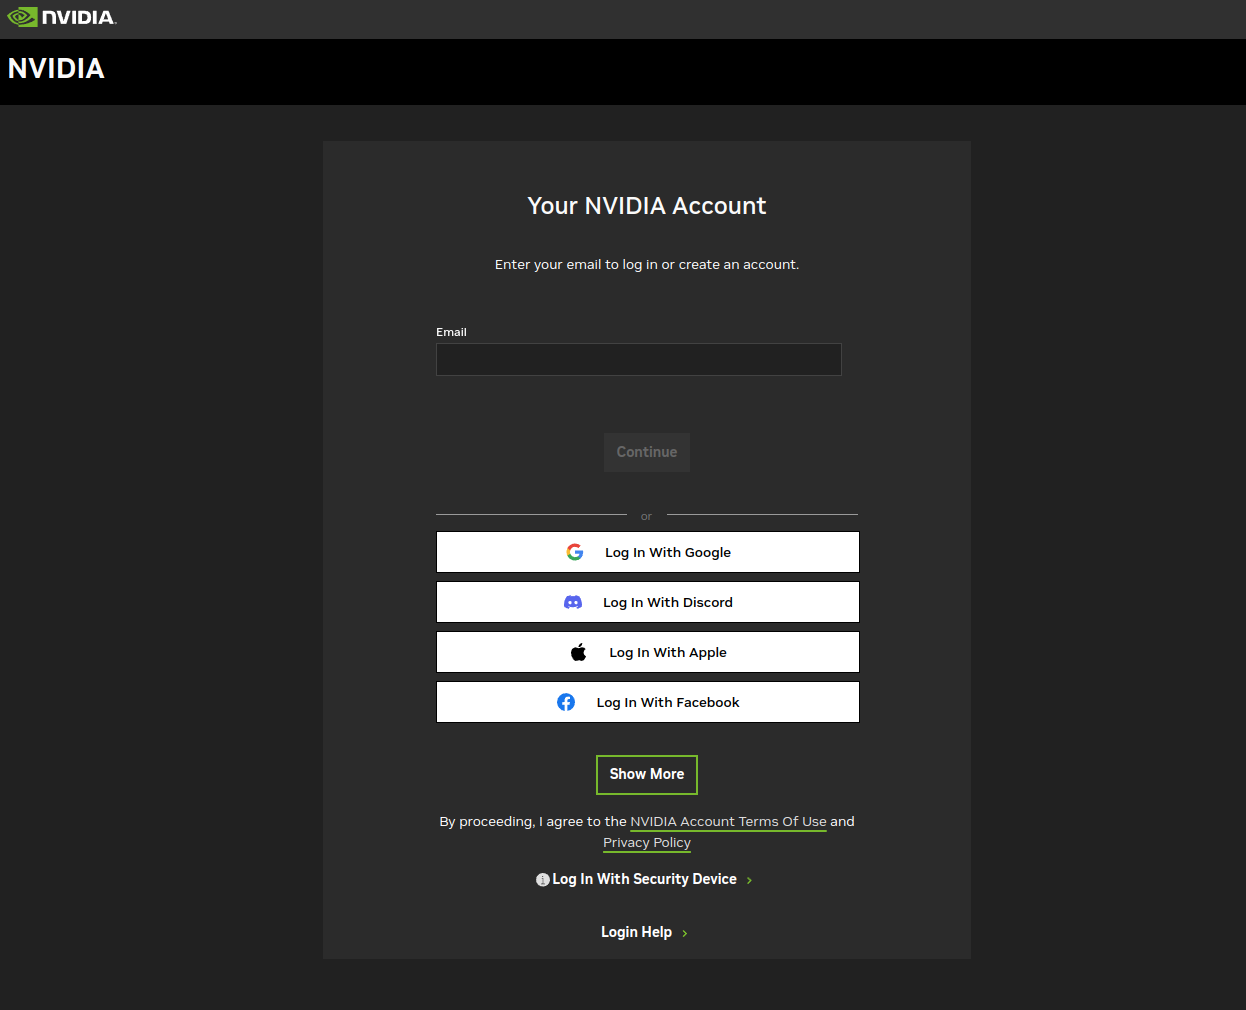 NVIDIA.
NVIDIA
Your NVIDIA Account
Enter your email to log in or create an account.
Email
Continue
or
Log In With Google
Log In With Discord
Log In With Apple
Log In With Facebook
Show More
By proceeding, I agree to the NVIDIA Account Terms Of Use and
Privacy Policy
Log In With Security Device
Login Help